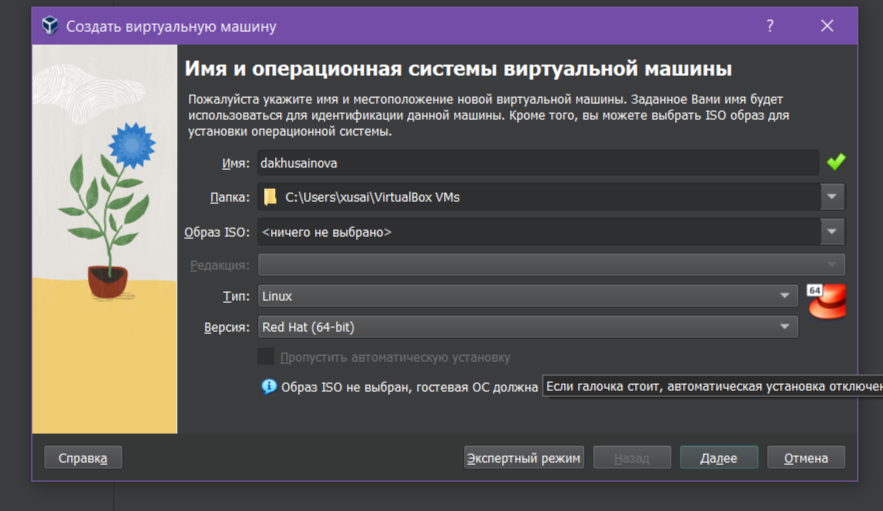 Создать виртуальную машину ?
Имя и операционная системы виртуальной машины
Пожалуйста укажите имя и местоположение новой виртуальной машины. Заданное Вами имя будет
использоваться для идентификации данной машины. Кроме того, вы можете выбрать ISO образ для
установки операционной системы.
Имя: dakhusainova
Папка: C:\Users\xusai\VirtualBox VMs
Образ ISO: <ничего не выбрано>
Редакция:
Тип: Linux
64
Версия: Red Hat (64-bit)
Пропустить автоматическую установку
Образ ISO не выбран, гостевая ОС должна Если галочка стоит, автоматическая установка отключен
Справка Экспертный режим Назад Далее Отмена